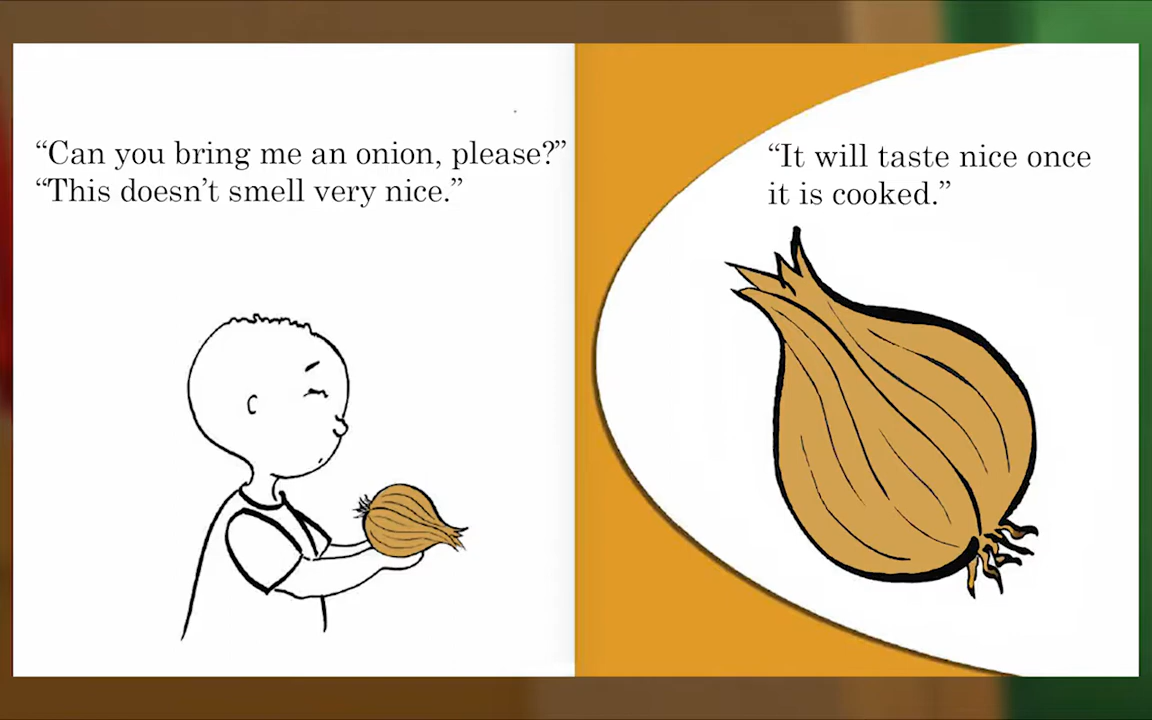 “Can you bring me an onion, please?”
“This doesn’t smell very nice.”
“It will taste nice once
it is cooked.”